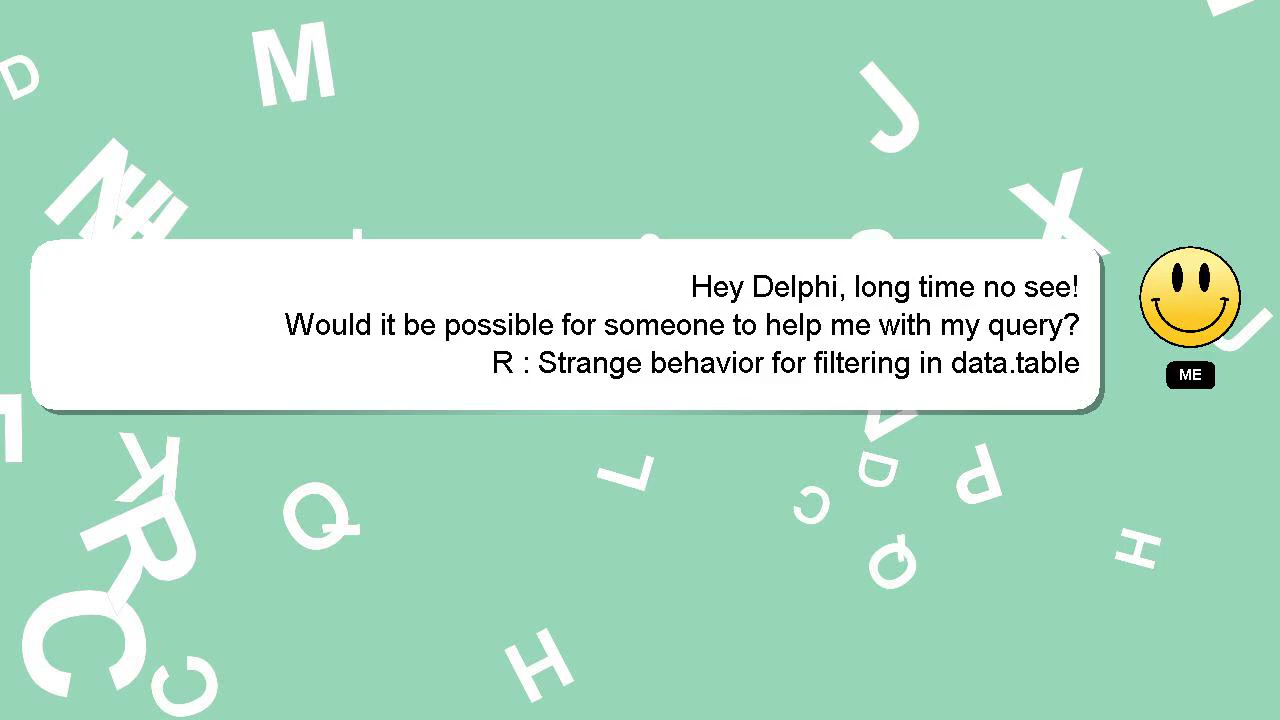 Hey Delphi, long time no see!
Would it be possible for someone to help me with my query?
R : Strange behavior for filtering in data.table
ME
M
D
J
N
H
X
J
K
R
Q
L
C
D
P
Q
H
C
C
H